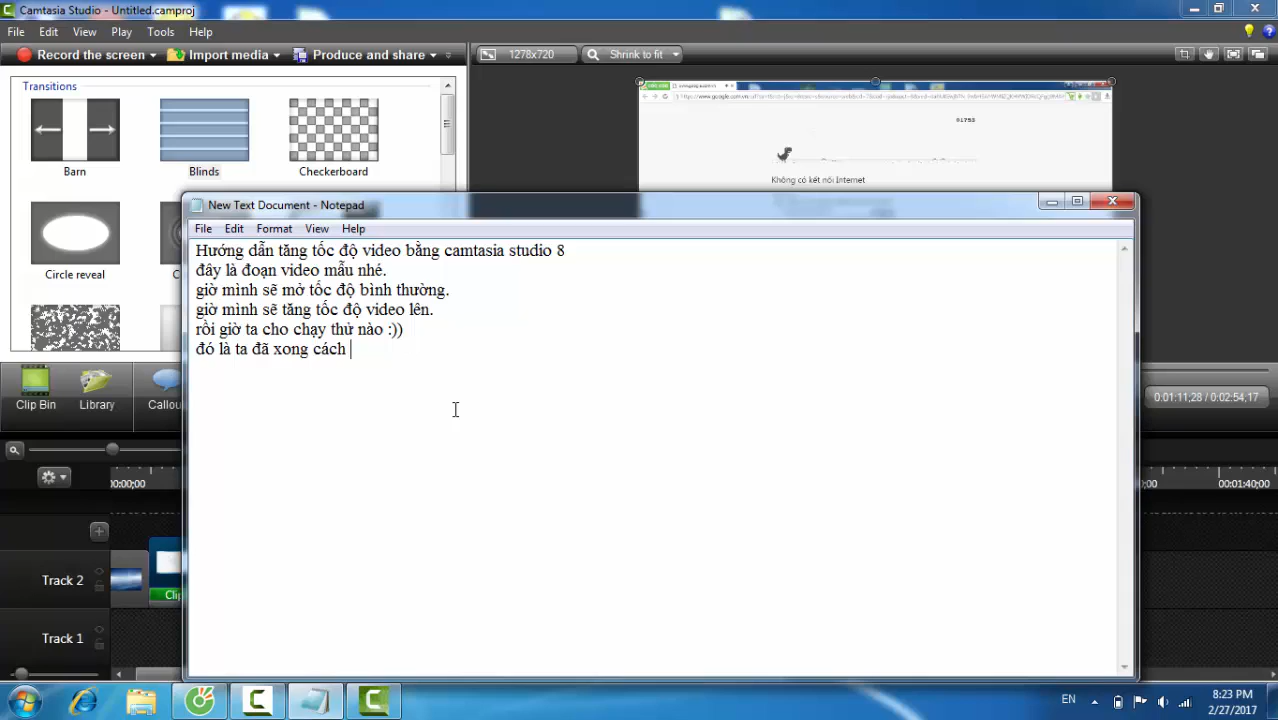 Camtasia Studio - Untitled.camproj
File Edit View Play Tools Help
Record the screen Import media Produce and share
1278x720 Shrink to fit
Transitions
Barn Blinds Checkerboard
Circle reveal
01793
Không có kết nối Internet
New Text Document - Notepad
File Edit Format View Help
Hướng đẫn tăng tốc độ video bằng camtasia studio 8
đây là đoạn video mẫu nhé.
giờ mình sẽ mở tốc độ bình thường.
giờ mình sẽ tăng tốc độ video lên.
rồi giờ ta cho chạy thử nào :))
đó là ta đã xong cách
Clip Bin Library Callou
0:01:11;28 / 0:02:54;17
00:00;00
;00 00:01:40;00
Track 2
Clip
Track 1
EN
8:23 PM
2/27/2017